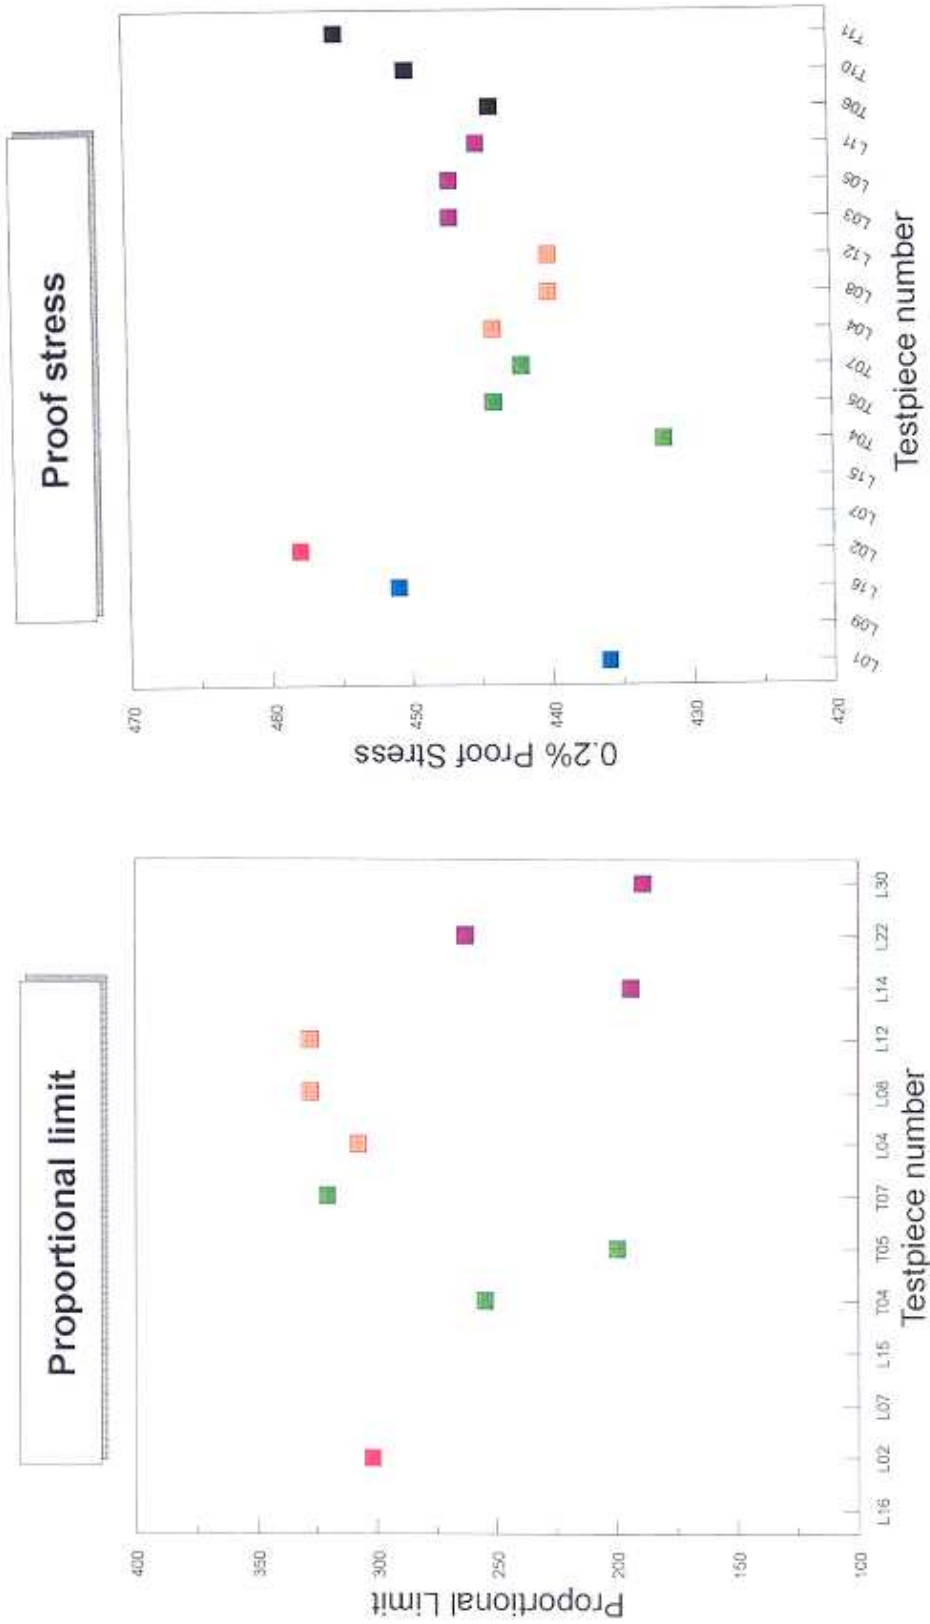 Proportional limit
Proportional Limit
400
350
300
250
200
150
100
L16
L02
L07
L15
T04
T05
T07
L04
L08
L12
L14
L22
L30
Testpiece number
Proof stress
0.2% Proof Stress
470
460
450
440
430
420
L01
L09
L16
L02
L07
L15
T04
T05
T07
L04
L08
L12
L03
L05
L11
T06
T10
T11
Testpiece number